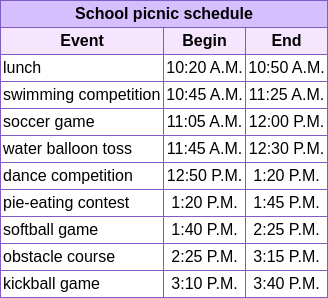 School picnic schedule
Event Begin End
lunch 10:20 A.M. 10:50 A.M.
swimming competition 10:45 A.M. 11:25 A.M.
soccer game 11:05 A.M. 12:00 P.M.
water balloon toss 11:45 A.M. 12:30 P.M.
dance competition 12:50 P.M. 1:20 P.M.
pie-eating contest 1:20 P.M. 1:45 P.M.
softball game 1:40 P.M. 2:25 P.M.
obstacle course 2:25 P.M. 3:15 P.M.
kickball game 3:10 P.M. 3:40 P.M.